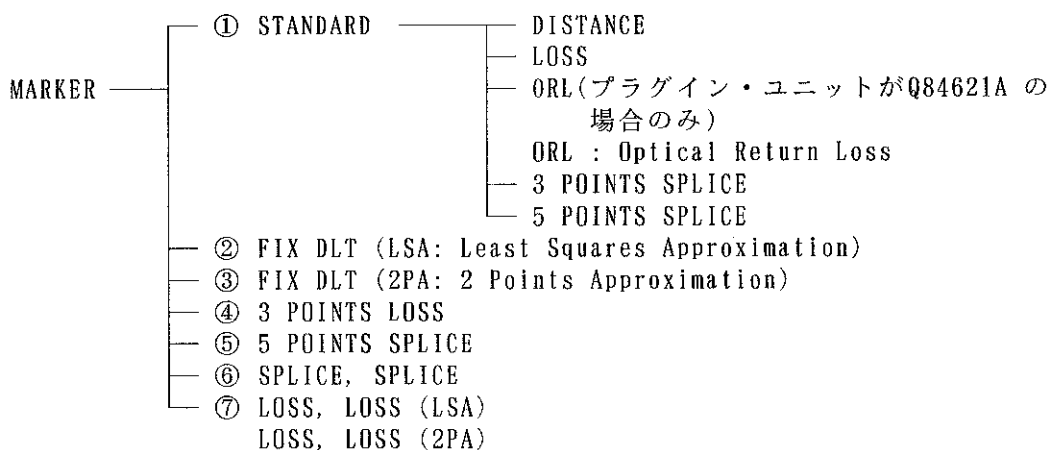 ① STANDARD DISTANCE
LOSS
MARKER ORL(プラグイン・ユニットがQ84621A の
場合のみ)
ORL : Optical Return Loss
3 POINTS SPLICE
5 POINTS SPLICE
② FIX DLT (LSA: Least Squares Approximation)
③ FIX DLT (2PA: 2 Points Approximation)
④ 3 POINTS LOSS
⑤ 5 POINTS SPLICE
⑥ SPLICE, SPLICE
⑦ LOSS, LOSS (LSA)
LOSS, LOSS (2PA)